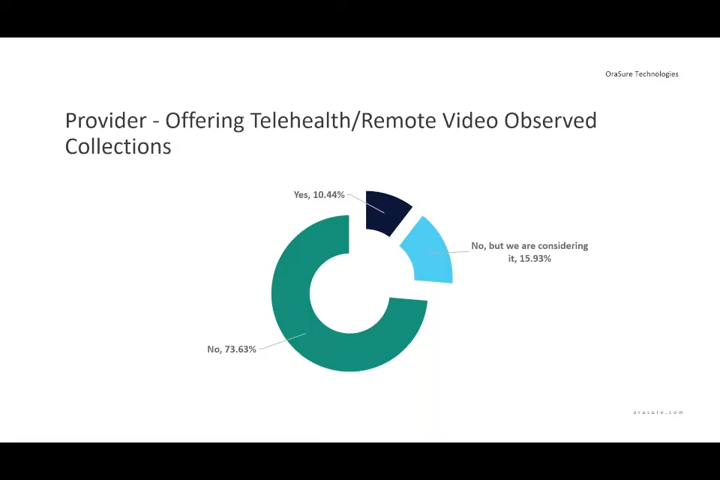 OraSure Technologies
Provider - Offering Telehealth/Remote Video Observed
Collections
Yes, 10.44%
No, but we are considering
it, 15.93%
No, 73.63%
orasure.com